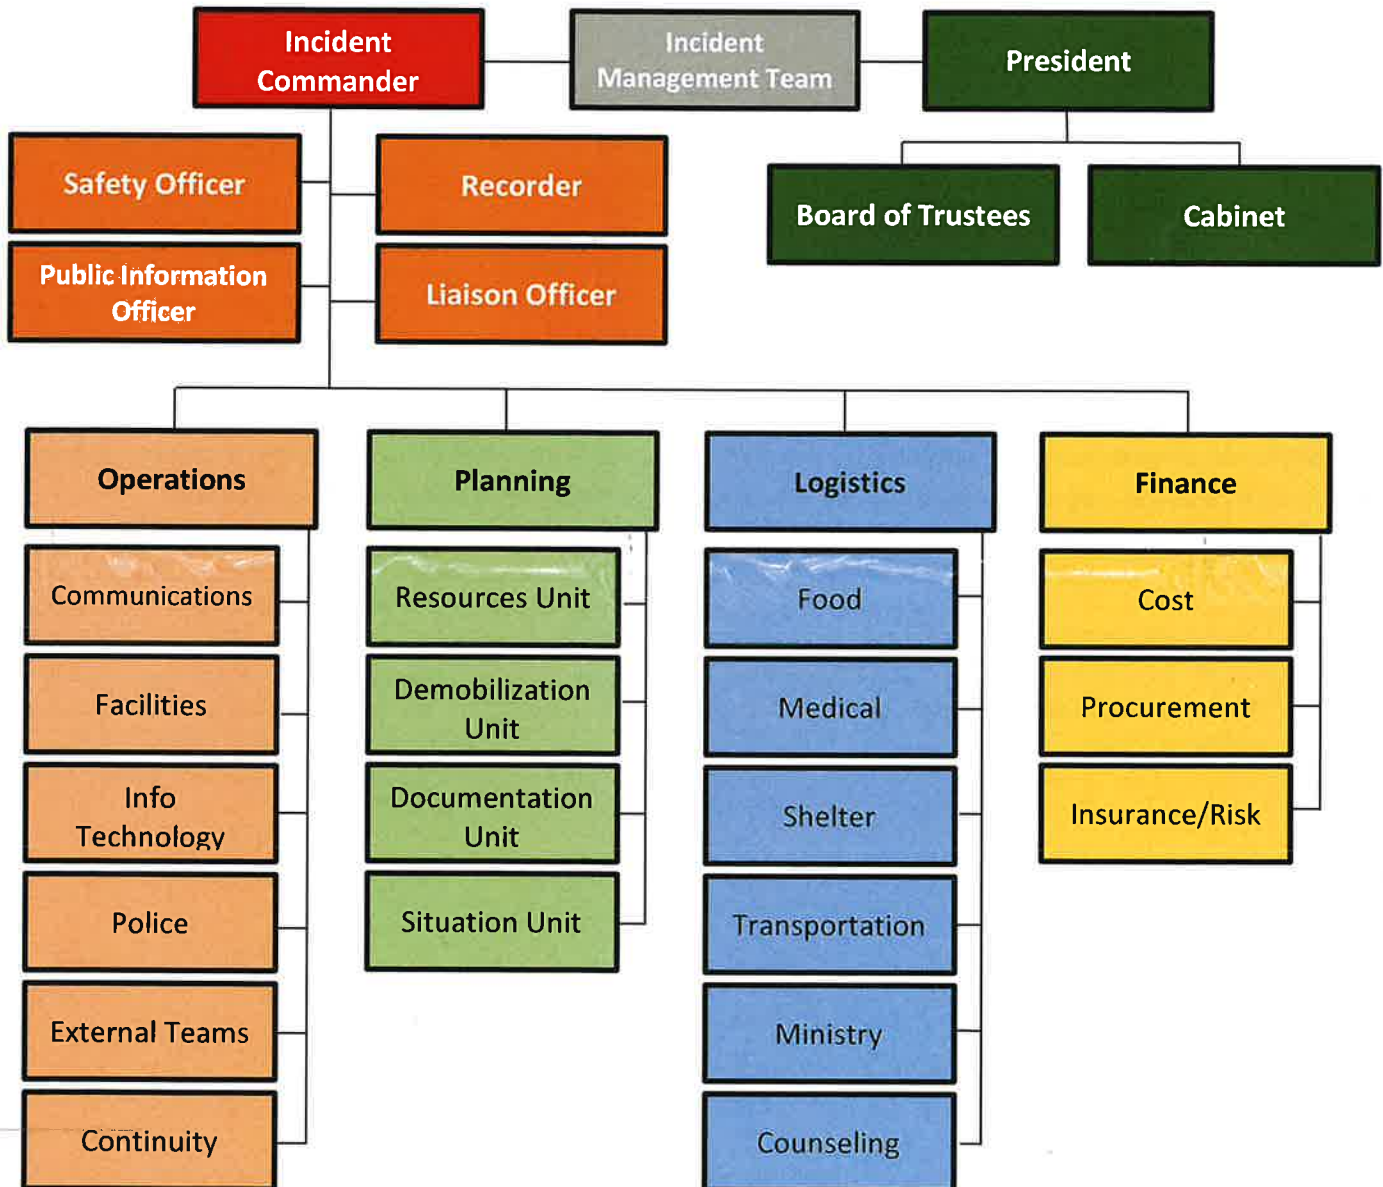 Incident
Commander
Incident
Management Team
President
Safety Officer
Recorder
Board of Trustees
Cabinet
Public Information
Officer
Liaison Officer
Operations
Planning
Logistics
Finance
Communications
Facilities
Info
Technology
Police
External Teams
Continuity
Resources Unit
Demobilization
Unit
Documentation
Unit
Situation Unit
Food
Medical
Shelter
Transportation
Ministry
Counseling
Cost
Procurement
Insurance/Risk